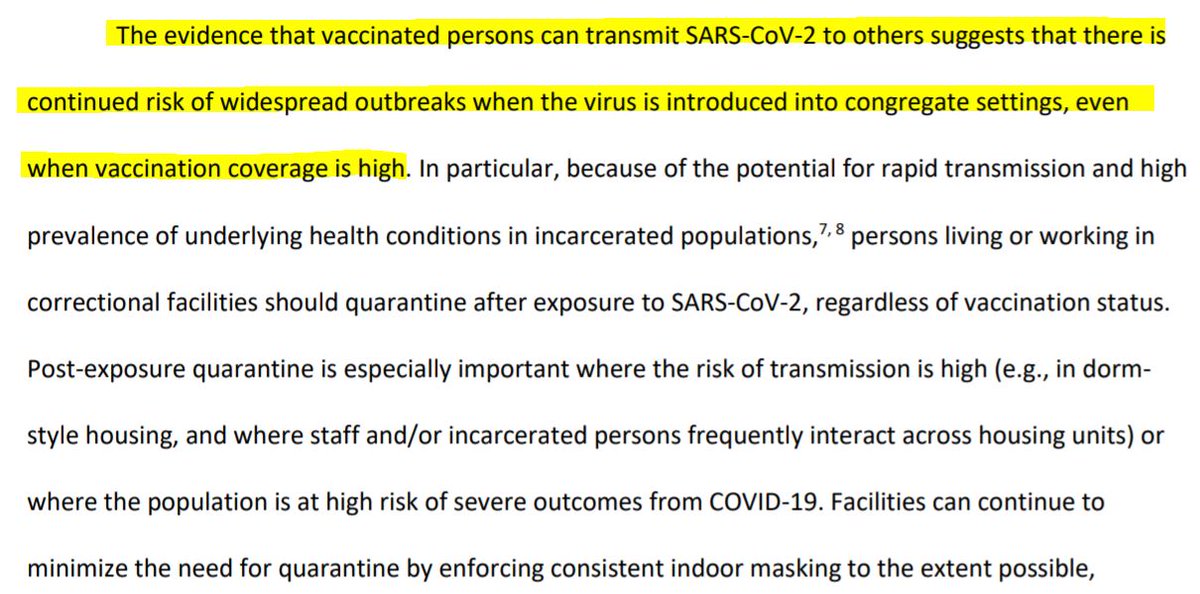 The evidence that vaccinated persons can transmit SARS-CoV-2 to others suggests that there is
continued risk of widespread outbreaks when the virus is introduced into congregate settings, even
when vaccination coverage is high. In particular, because of the potential for rapid transmission and high
prevalence of underlying health conditions in incarcerated populations,7, 8 persons living or working in
correctional facilities should quarantine after exposure to SARS-CoV-2, regardless of vaccination status.
Post-exposure quarantine is especially important where the risk of transmission is high (e.g., in dorm-
style housing, and where staff and/or incarcerated persons frequently interact across housing units) or
where the population is at high risk of severe outcomes from COVID-19. Facilities can continue to
minimize the need for quarantine by enforcing consistent indoor masking to the extent possible,